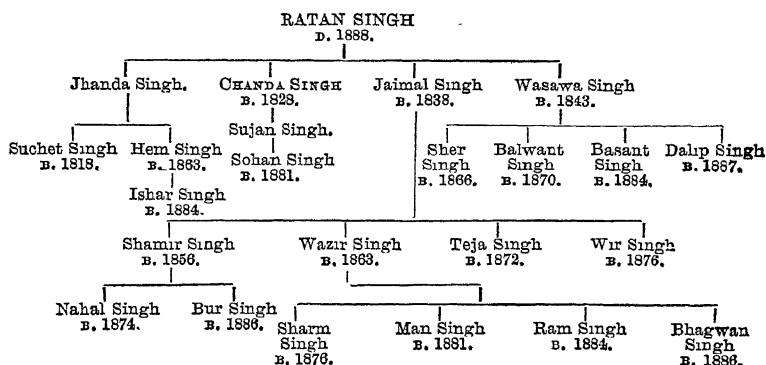 RATAN SINGH
D. 1888.
Jhanda Singh. CHANDA SINGH Jaimal Singh Wasawa Singh
B. 1828. B. 1838. B. 1843.
Sujan Singh.
Suchet Singh Hem Singh Sher Balwant Basant Dalip Singh
B. 1818. B. 1863. Sohan Singh Singh Singh Singh B. 1887.
B. 1881. B. 1866. B. 1870. B. 1884.
Ishar Singh
B. 1884.
Shamir Singh Wazir Singh Teja Singh Wir Singh
B. 1856. B. 1863. B. 1872. B. 1876.
Nahal Singh Bur Singh
B. 1874. B. 1886.
Sharm Man Singh Ram Singh Bhagwan
Singh B. 1881. B. 1884. Singh
B. 1876. B. 1886.